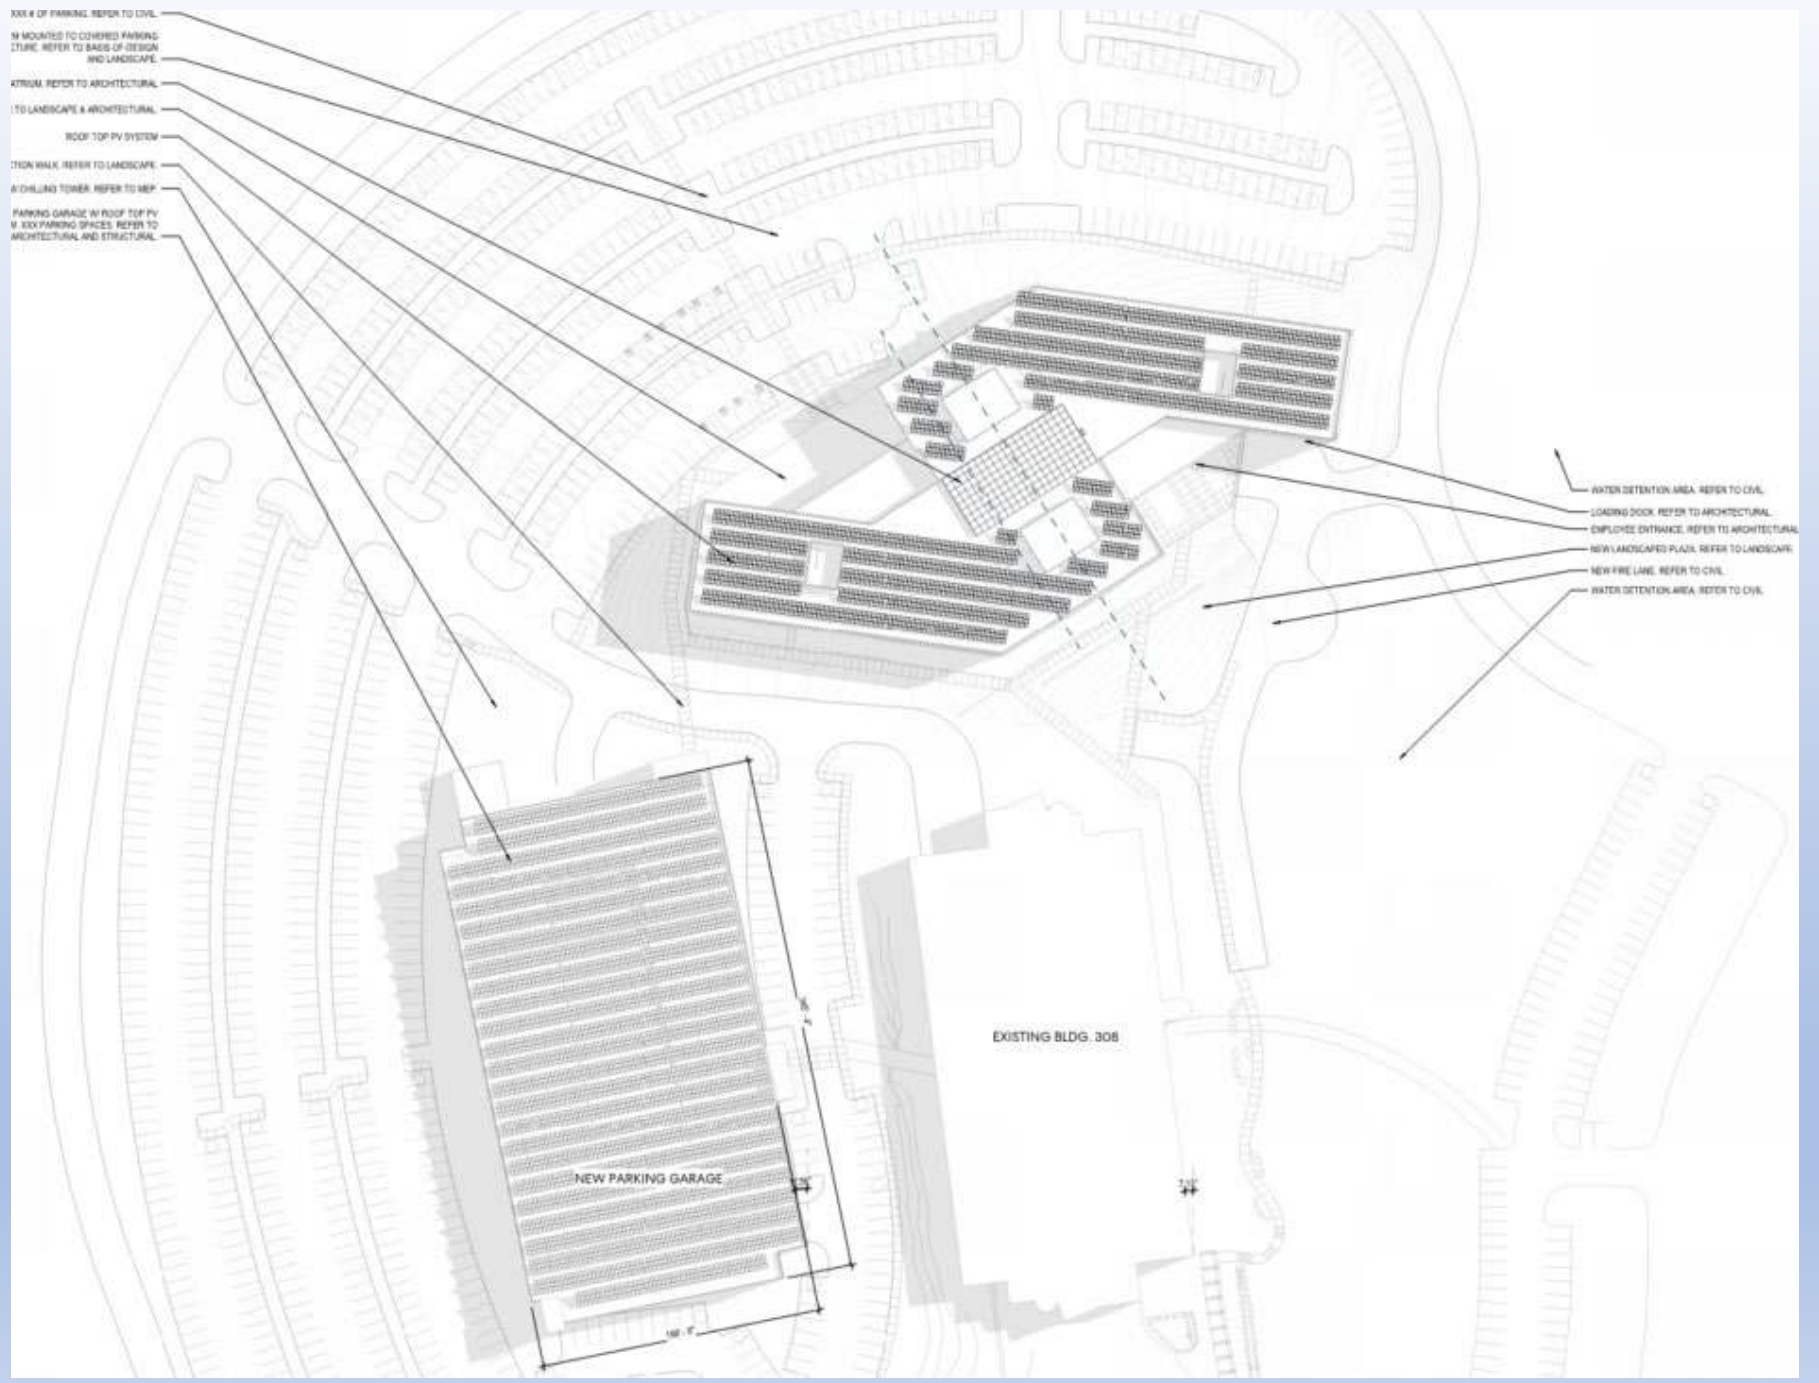 XXX # OF PARKING. REFER TO CIVIL.
MOUNTED TO COVERED PARKING
CTURE. REFER TO BASIS-OF-DESIGN
AND LANDSCAPE.
ATRIUM. REFER TO ARCHITECTURAL
TO LANDSCAPE & ARCHITECTURAL.
ROOF TOP PV SYSTEM
CTION WALK. REFER TO LANDSCAPE.
W CHILLING TOWER. REFER TO MEP.
PARKING GARAGE W/ ROOF TOP PV
XXX PARKING SPACES. REFER TO
ARCHITECTURAL AND STRUCTURAL.
WATER DETENTION AREA. REFER TO CIVIL.
LOADING DOCK. REFER TO ARCHITECTURAL.
EMPLOYEE ENTRANCE. REFER TO ARCHITECTURAL
NEW LANDSCAPED PLAZA. REFER TO LANDSCAPE.
NEW FIRE LANE. REFER TO CIVIL
WATER DETENTION AREA. REFER TO CIVIL.
EXISTING BLDG. 308
NEW PARKING GARAGE